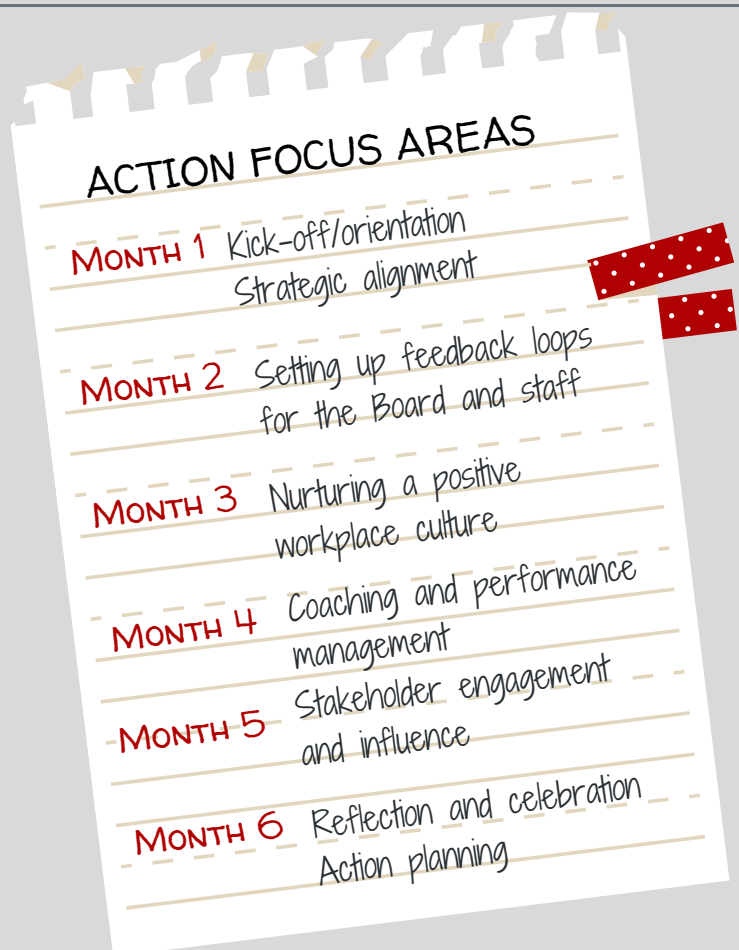 ACTION FOCUS AREAS
MONTH 1 Kick-off/orientation
Strategic alignment
MONTH 2 Setting up feedback loops
for the Board and staff
MONTH 3 Nurturing a positive
workplace culture
MONTH 4 Coaching and performance
management
MONTH 5 Stakeholder engagement
and influence
MONTH 6 Reflection and celebration
Action planning